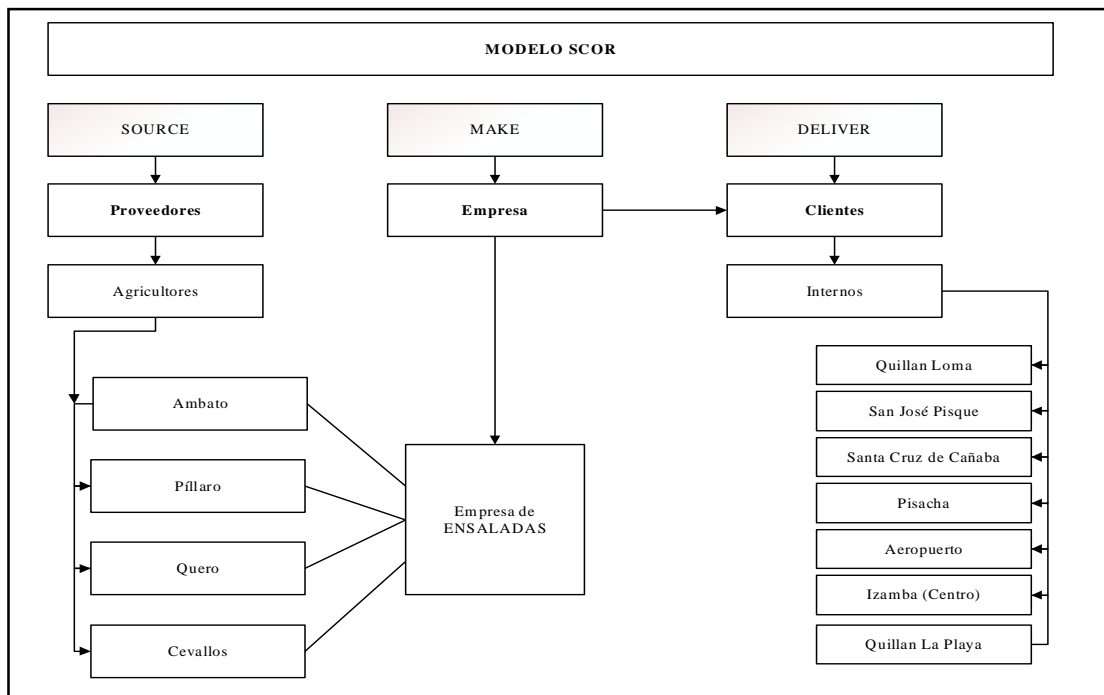 MODELO SCOR
SOURCE
MAKE
DELIVER
Proveedores
Empresa
Clientes
Agricultores
Internos
Ambato
Píllaro
Quero
Cevallos
Empresa de
ENSALADAS
Quillan Loma
San José Pisque
Santa Cruz de Cañaba
Pisacha
Aeropuerto
Izamba (Centro)
Quillan La Playa